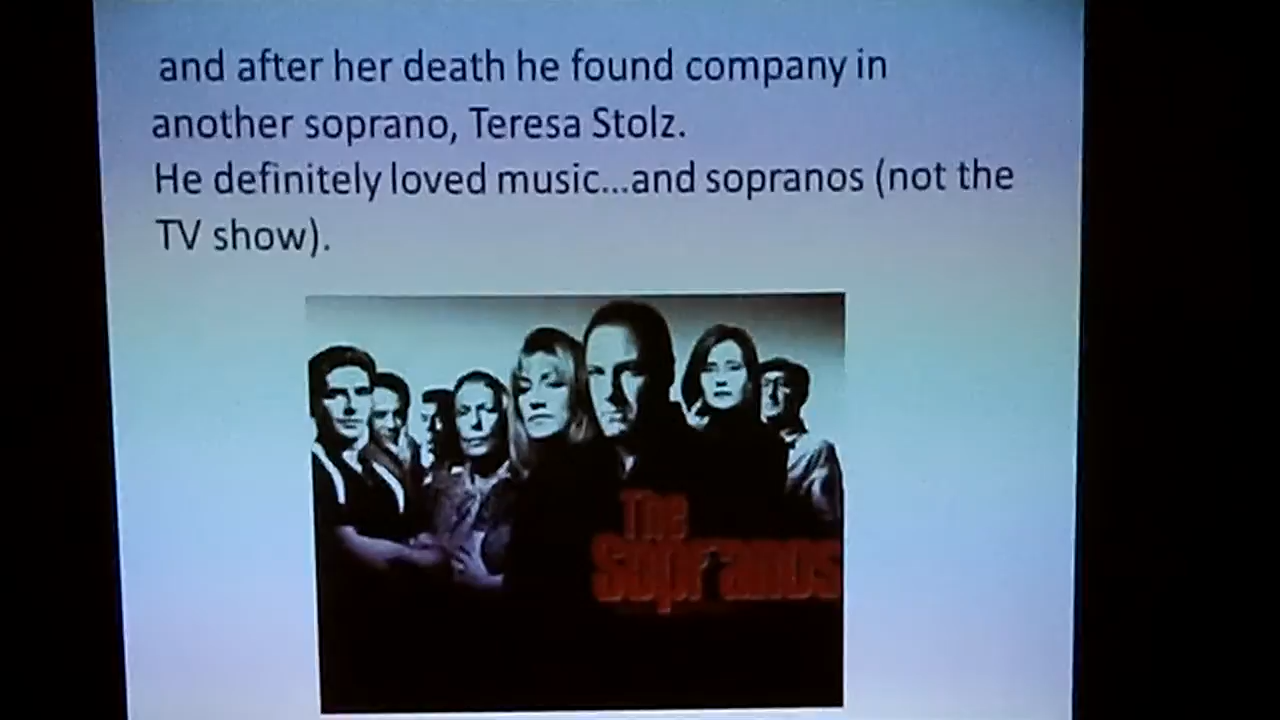 and after her death he found company in
another soprano, Teresa Stolz.
He definitely loved music...and sopranos (not the
TV show).
The
Sopranos